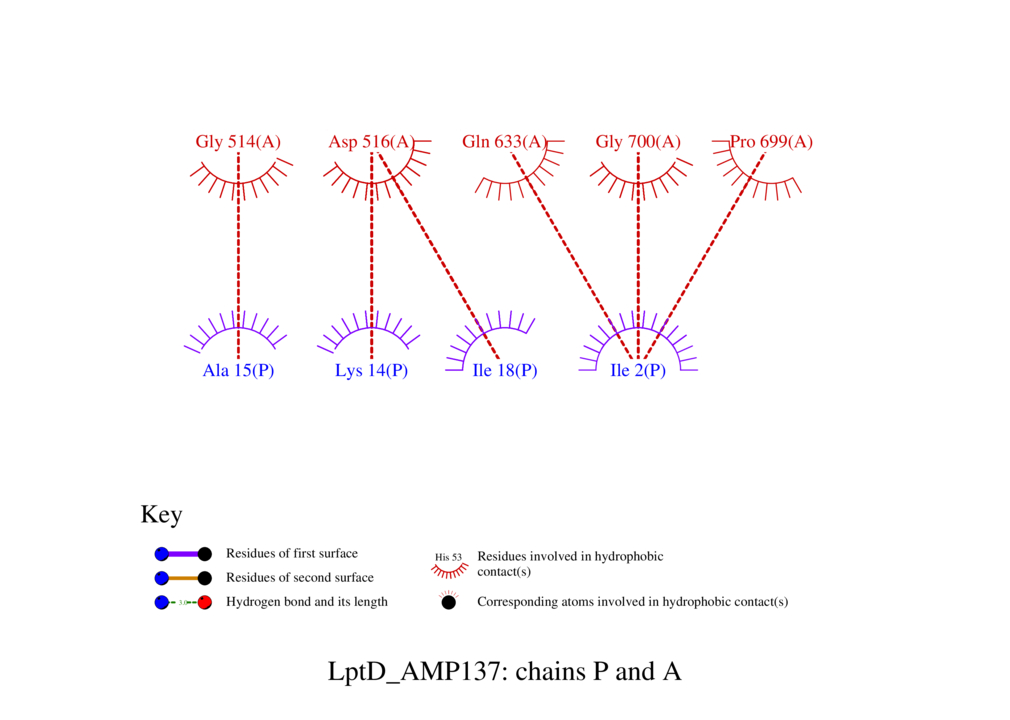 Gly 514(A) Asp 516(A) Gln 633(A) Gly 700(A) Pro 699(A)
Ala 15(P) Lys 14(P) Ile 18(P) Ile 2(P)
Key
Residues of first surface
Residues of second surface
3.0 Hydrogen bond and its length
His 53 Residues involved in hydrophobic
contact(s)
Corresponding atoms involved in hydrophobic contact(s)
LptD_AMP137: chains P and A